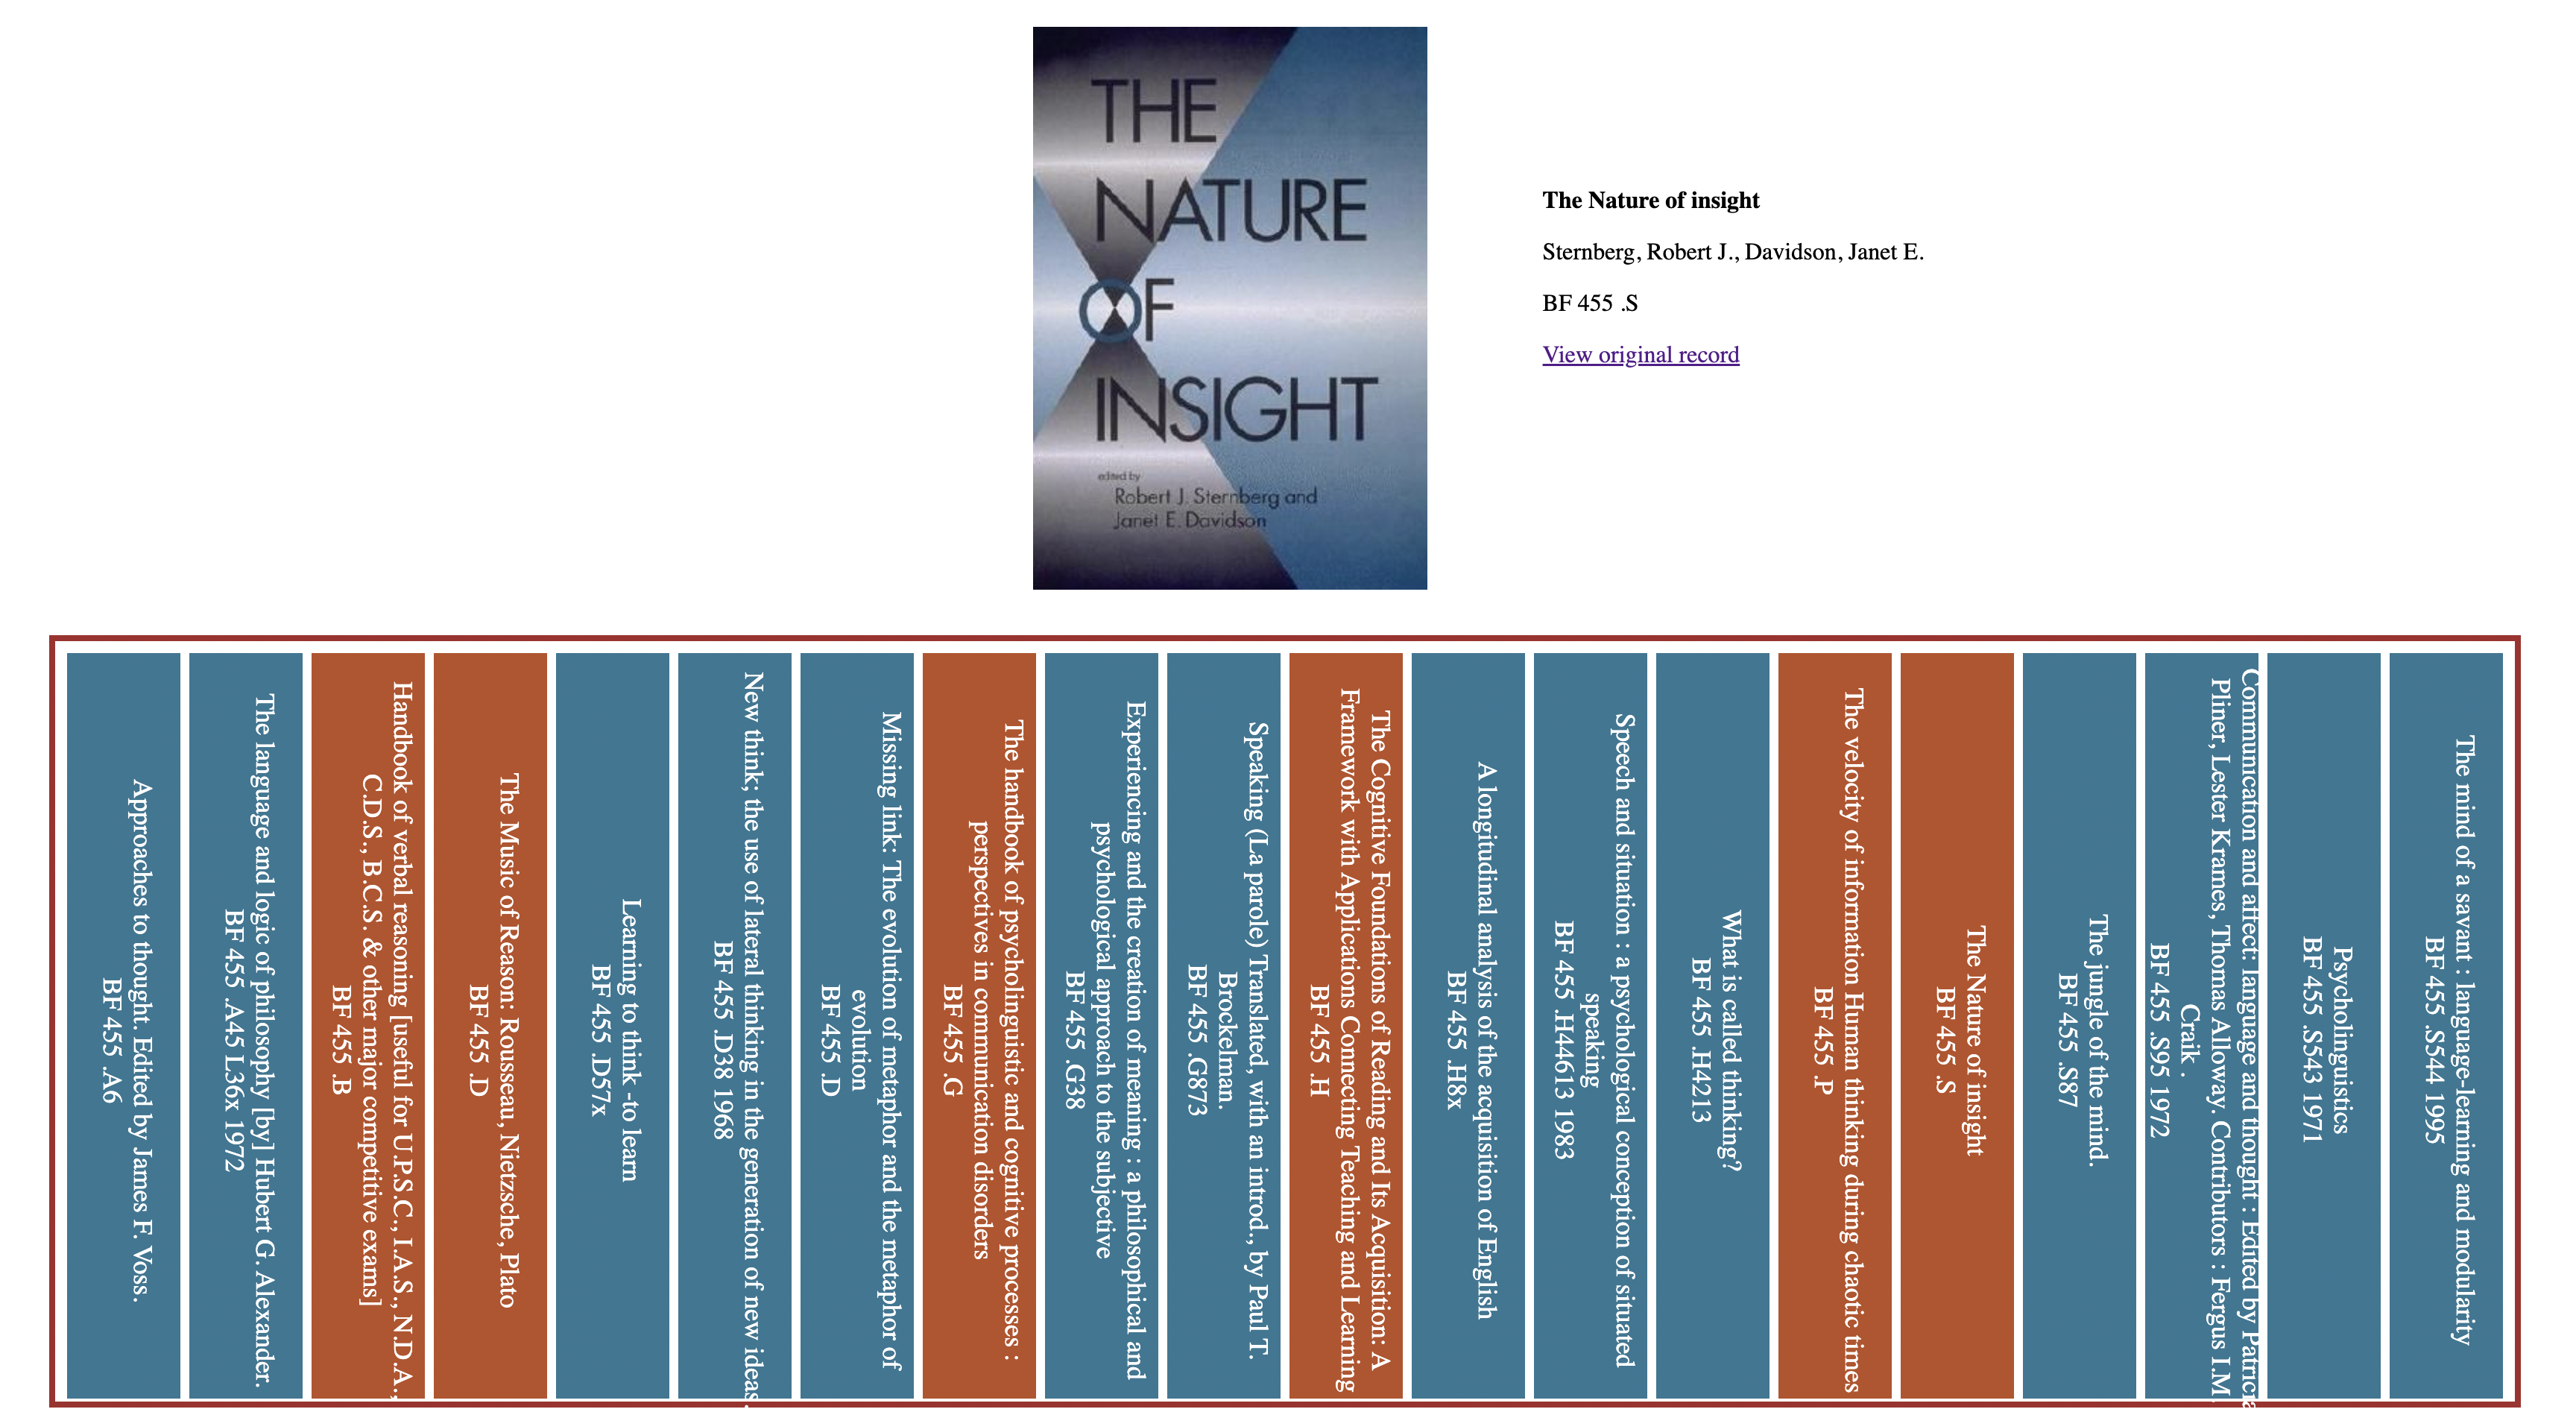 THE
NATURE
OF
INSIGHT
edited by
Robert J. Sternberg and
Janet E. Davidson
The Nature of insight
Sternberg, Robert J., Davidson, Janet E.
BF 455 .S
View original record
Approaches to thought. Edited by James F. Voss.
BF 455 .A6
The language and logic of philosophy [by] Hubert G. Alexander.
BF 455 .A45 L36x 1972
Handbook of verbal reasoning [useful for U.P.S.C., I.A.S., N.D.A.,
C.D.S., B.C.S. & other major competitive exams]
BF 455 .B
The Music of Reason: Rousseau, Nietzsche, Plato
BF 455 .D
Learning to think -to learn
BF 455 .D57x
New think; the use of lateral thinking in the generation of new ideas.
BF 455 .D38 1968
Missing link: The evolution of metaphor and the metaphor of
evolution
BF 455 .D
The handbook of psycholinguistic and cognitive processes :
perspectives in communication disorders
BF 455 .G
Experiencing and the creation of meaning : a philosophical and
psychological approach to the subjective
BF 455 .G38
Speaking (La parole) Translated, with an introd., by Paul T.
Brockelman.
BF 455 .G873
The Cognitive Foundations of Reading and Its Acquisition: A
Framework with Applications Connecting Teaching and Learning
BF 455 .H
A longitudinal analysis of the acquisition of English
BF 455 .H8x
Speech and situation : a psychological conception of situated
speaking
BF 455 .H44613 1983
What is called thinking?
BF 455 .H4213
The velocity of information Human thinking during chaotic times
BF 455 .P
The Nature of insight
BF 455 .S
The jungle of the mind.
BF 455 .S87
Communication and affect: language and thought : Edited by Patricia
Pliner, Lester Krames, Thomas Alloway. Contributors : Fergus I.M.
Craik .
BF 455 .S95 1972
Psycholinguistics
BF 455 .S543 1971
The mind of a savant : language-learning and modularity
BF 455 .S544 1995